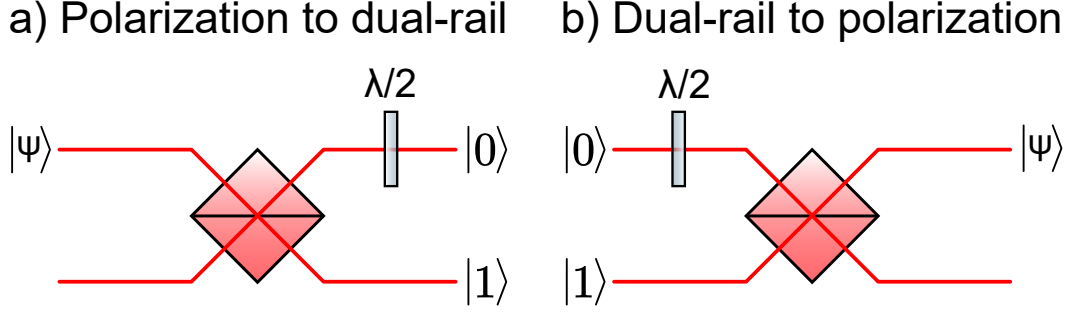 a) Polarization to dual-rail
b) Dual-rail to polarization
λ/2
λ/2
|ψ⟩
|0⟩
|0⟩
|ψ⟩
|1⟩
|1⟩